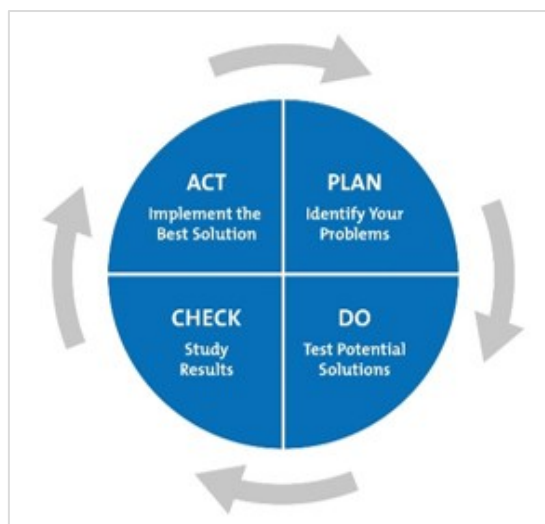 ACT
Implement the
Best Solution
PLAN
Identify Your
Problems
CHECK
Study
Results
DO
Test Potential
Solutions